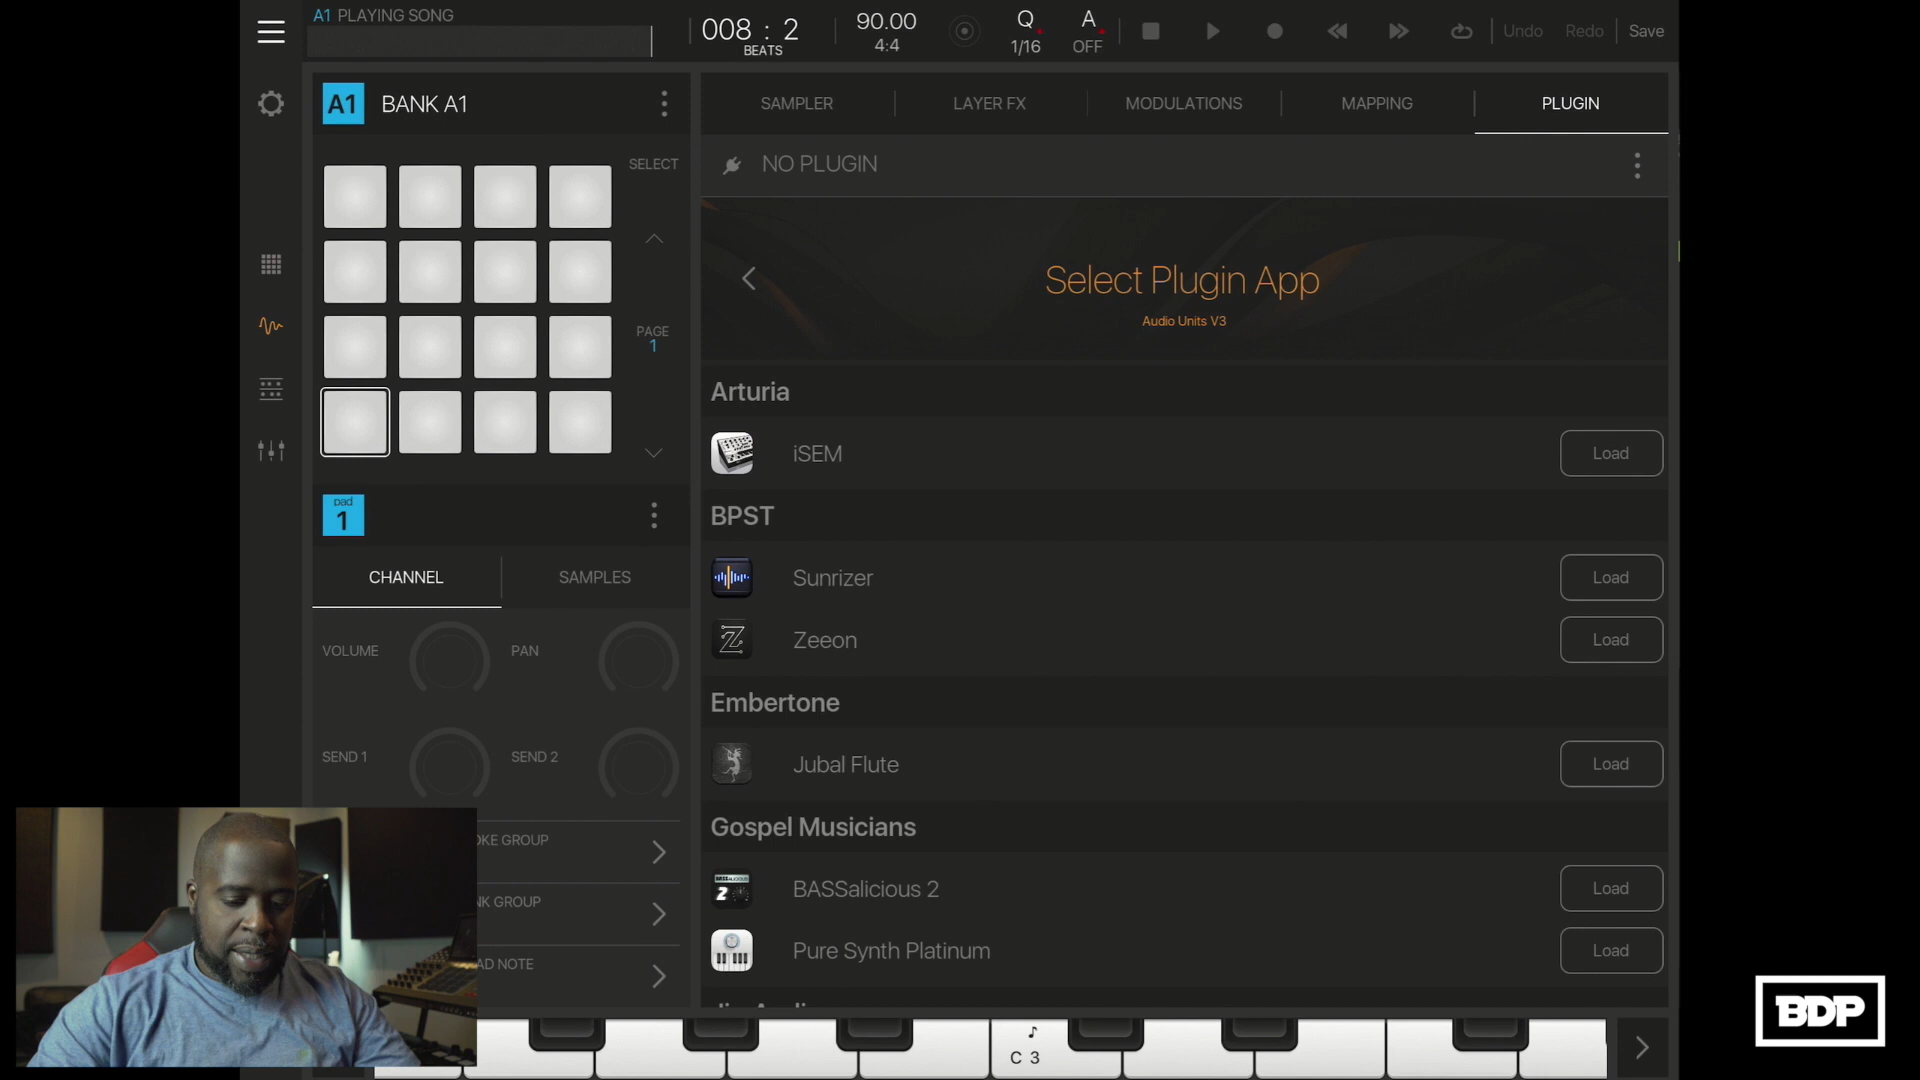 A1 PLAYING SONG
008 : 2
BEATS
90.00
4:4
Q
1/16
A
OFF
Undo
Redo
Save
A1 BANK A1
SELECT
PAGE
1
pad
1
CHANNEL
SAMPLES
VOLUME
PAN
SEND 1
SEND 2
OKE GROUP
NK GROUP
AD NOTE
SAMPLER
LAYER FX
MODULATIONS
MAPPING
PLUGIN
NO PLUGIN
Select Plugin App
Audio Units V3
Arturia
iSEM
Load
BPST
Sunrizer
Load
Zeeon
Load
Embertone
Jubal Flute
Load
Gospel Musicians
BASSalicious 2
Load
Pure Synth Platinum
Load
C 3
BDP